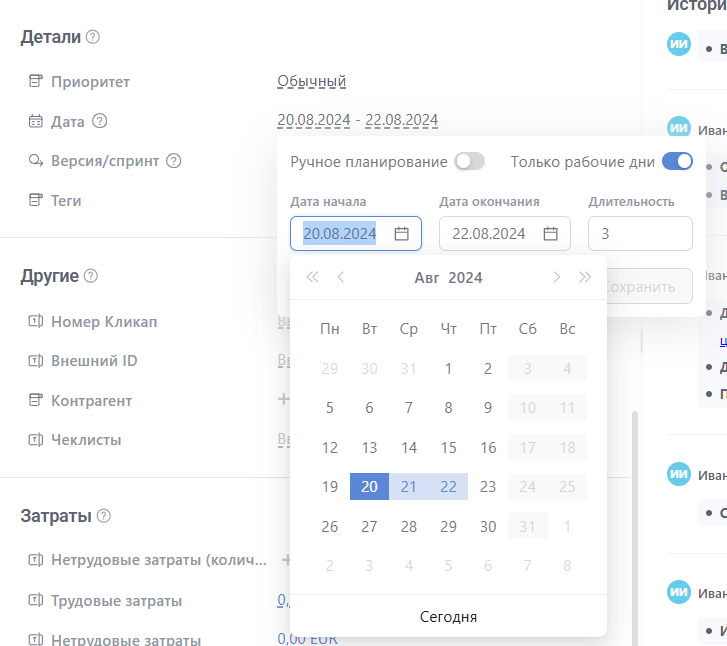 Истори
Детали
ИИ
В
Приоритет
Обычный
Дата
20.08.2024 - 22.08.2024
ИИ
Иван
Версия/спринт
Ручное планирование
Только рабочие дни
Теги
Дата начала
Дата окончания
Длительность
20.08.2024
22.08.2024
3
Другие
Авг 2024
Сохранить
Номер Кликап
Пн Вт Ср Чт Пт Сб Вс
Внешний ID
29 30 31 1 2 3 4
Контрагент
5 6 7 8 9 10 11
Чеклисты
12 13 14 15 16 17 18
ИИ
Иван
19 20 21 22 23 24 25
Затраты
26 27 28 29 30 31 1
Нетрудовые затраты (колич...
2 3 4 5 6 7 8
ИИ
Иван
Трудовые затраты
0,
Сегодня
Нетрудовые затраты
0,00 EUR